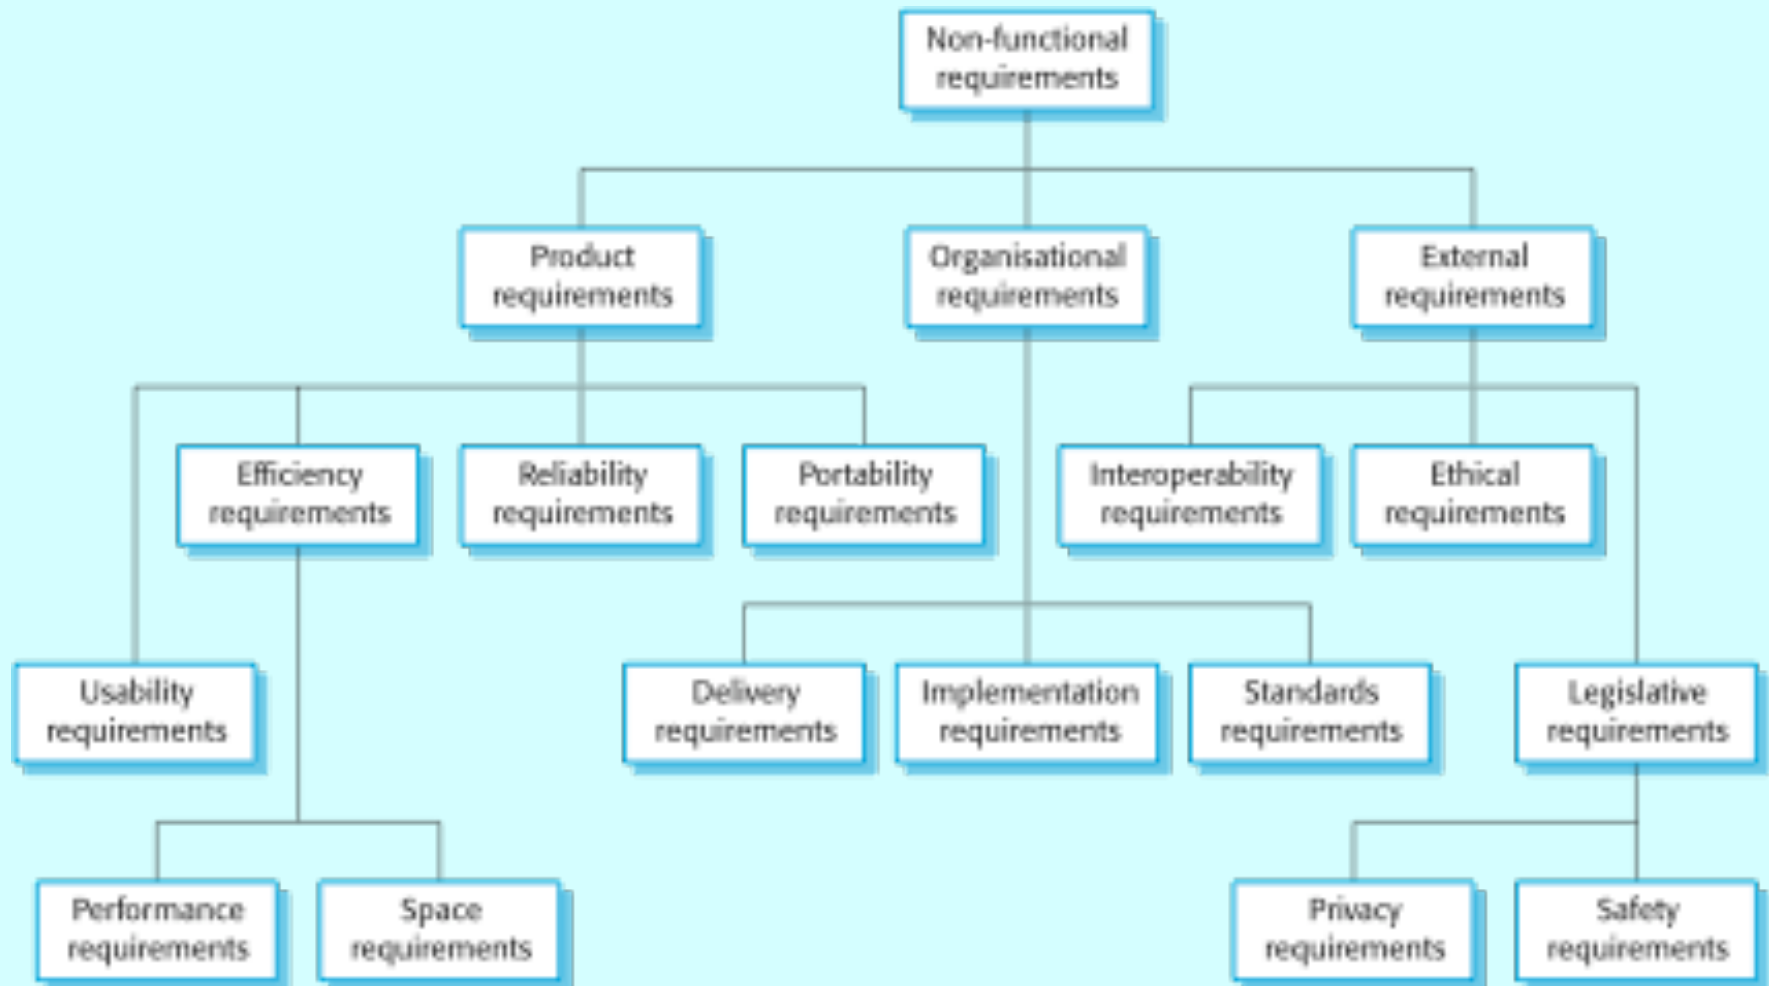 Non-functional
requirements
Product
requirements
Organisational
requirements
External
requirements
Efficiency
requirements
Reliability
requirements
Portability
requirements
Interoperability
requirements
Ethical
requirements
Usability
requirements
Delivery
requirements
Implementation
requirements
Standards
requirements
Legislative
requirements
Performance
requirements
Space
requirements
Privacy
requirements
Safety
requirements